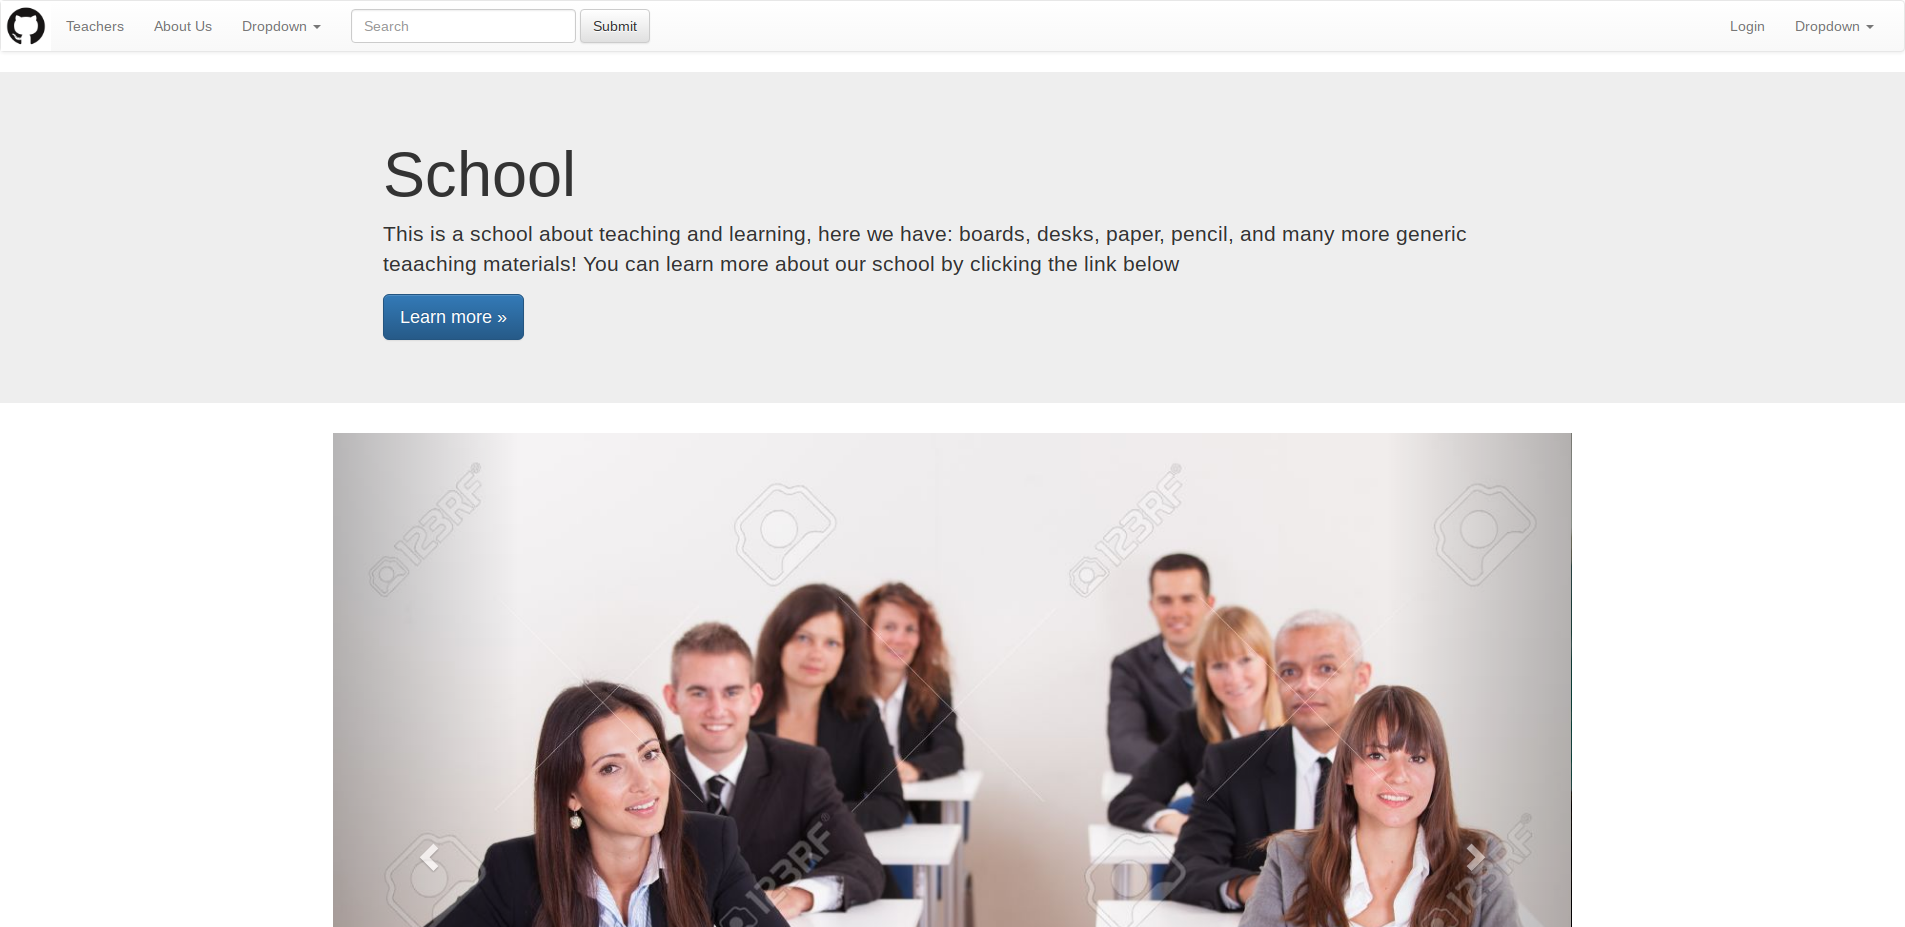 Teachers About Us Dropdown Search Submit Login Dropdown
School
This is a school about teaching and learning, here we have: boards, desks, paper, pencil, and many more generic
teaaching materials! You can learn more about our school by clicking the link below
Learn more »
123RF® 123RF®
123RF® 123RF®